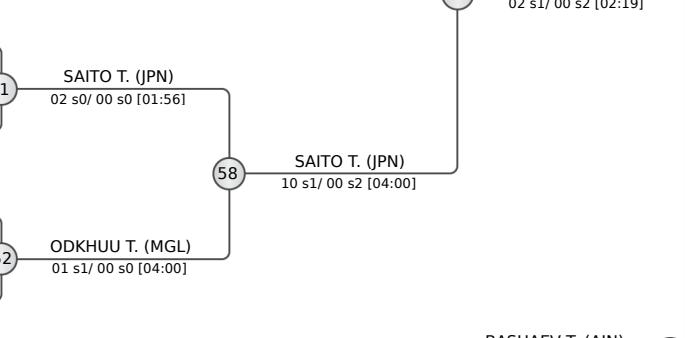 02 s1/ 00 s2 [02:19]
SAITO T. (JPN)
02 s0/ 00 s0 [01:56]
SAITO T. (JPN)
58
10 s1/ 00 s2 [04:00]
ODKHUU T. (MGL)
01 s1/ 00 s0 [04:00]